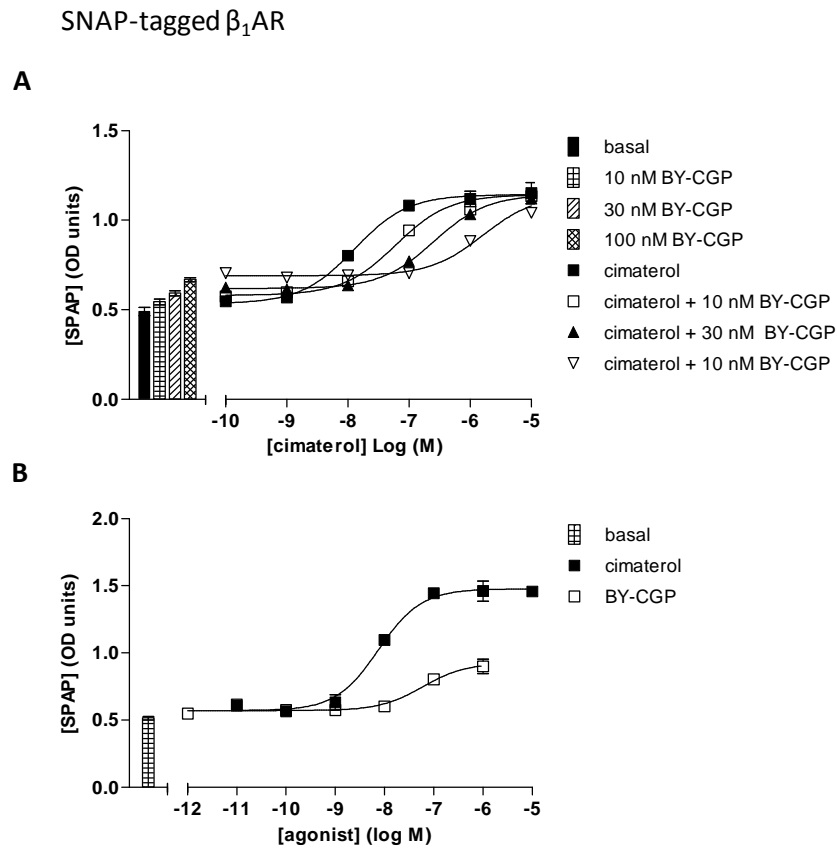 SNAP-tagged β₁AR
A
[SPAP] (OD units)
1.5
1.0
0.5
0.0
-10 -9 -8 -7 -6 -5
[cimaterol] Log (M)
basal
10 nM BY-CGP
30 nM BY-CGP
100 nM BY-CGP
cimaterol
cimaterol + 10 nM BY-CGP
cimaterol + 30 nM BY-CGP
cimaterol + 10 nM BY-CGP
B
[SPAP] (OD units)
2.0
1.5
1.0
0.5
0.0
-12 -11 -10 -9 -8 -7 -6 -5
[agonist] (log M)
basal
cimaterol
BY-CGP